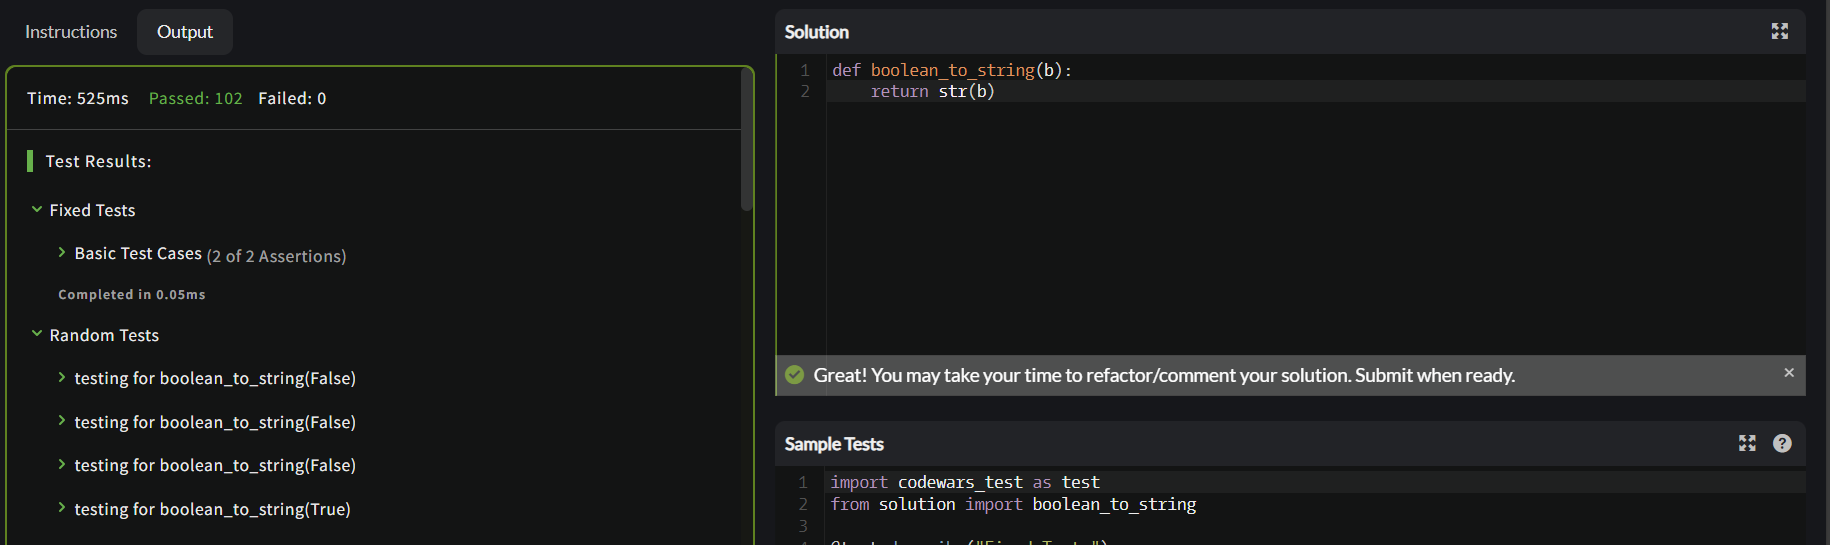 Instructions Output
Time: 525ms Passed: 102 Failed: 0
Test Results:
Fixed Tests
Basic Test Cases (2 of 2 Assertions)
Completed in 0.05ms
Random Tests
testing for boolean_to_string(False)
testing for boolean_to_string(False)
testing for boolean_to_string(False)
testing for boolean_to_string(True)
Solution
1 def boolean_to_string(b):
2 return str(b)
Great! You may take your time to refactor/comment your solution. Submit when ready.
Sample Tests
1 import codewars_test as test
2 from solution import boolean_to_string
3